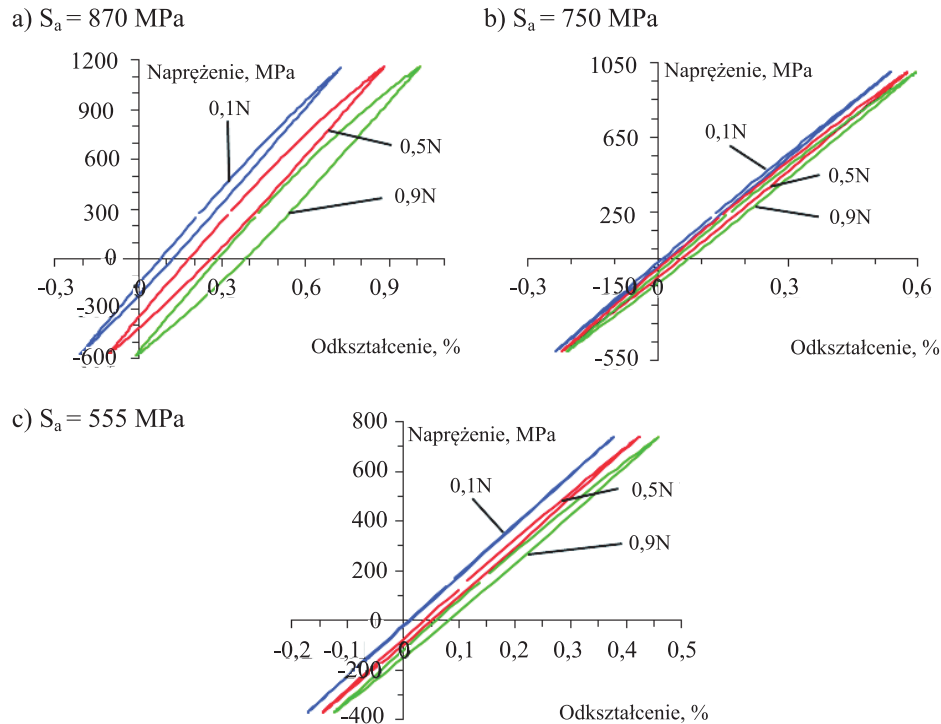 a) Sₐ = 870 MPa
1200
900
600
300
0
-300
-600
Naprężenie, MPa
0,1N
0,5N
0,9N
-0,3
0
0,3
0,6
0,9
Odkształcenie, %
b) Sₐ = 750 MPa
1050
650
250
-150
-550
Naprężenie, MPa
0,1N
0,5N
0,9N
-0,3
0
0,3
0,6
Odkształcenie, %
c) Sₐ = 555 MPa
800
600
400
200
0
-200
-400
Naprężenie, MPa
0,1N
0,5N
0,9N
-0,2
-0,1
0
0,1
0,2
0,3
0,4
0,5
Odkształcenie, %